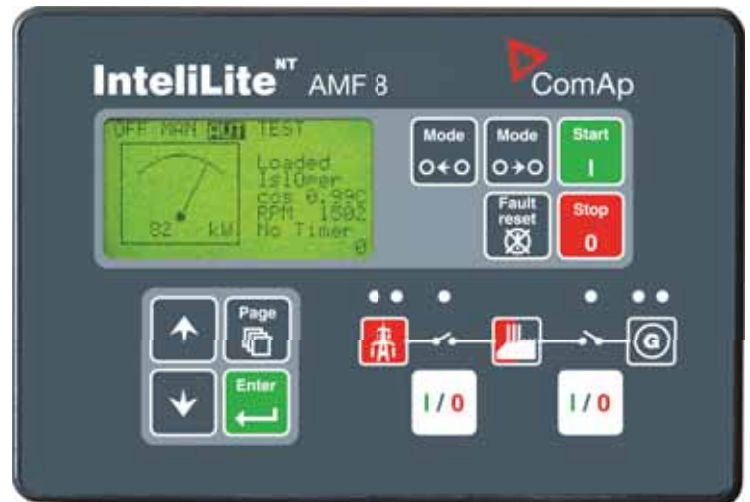 InteliLite NT AMF 8
ComAp
OFF MAN AUT TEST
Loaded
IslOper
cos 0.99C
RPM 1502
No Timer
0
82 kW
Mode
Mode
Start
I
Fault reset
Stop
0
Page
Enter
G
I/0
I/0